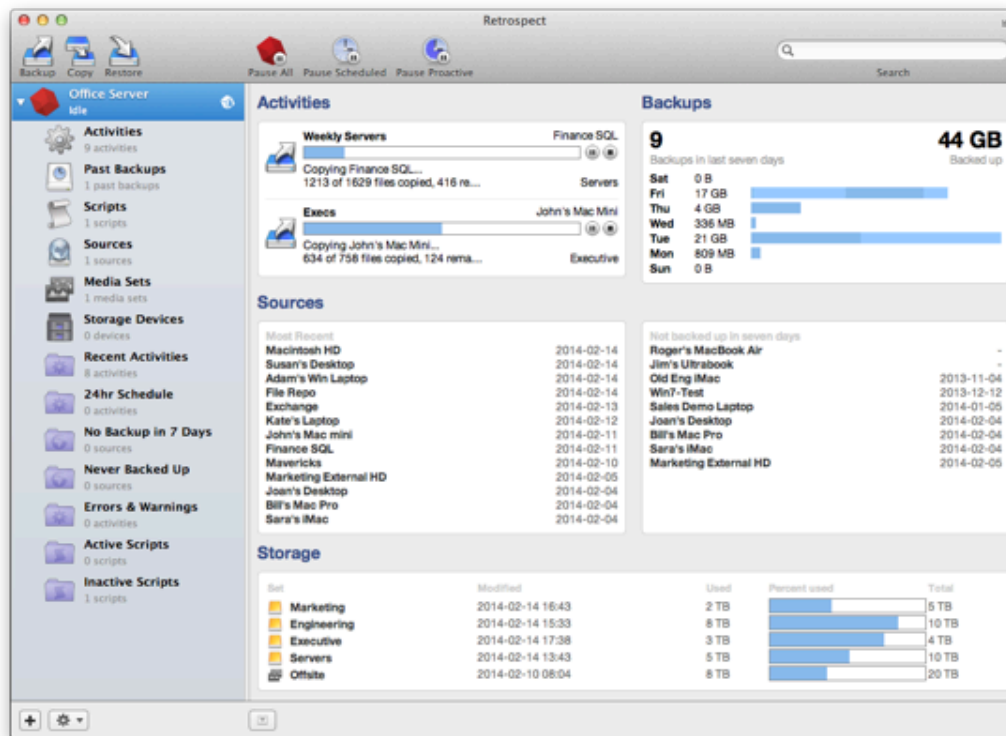 Retrospect
Backup Copy Restore Pause All Pause Scheduled Pause Proactive Search
Office Server
Idle
Activities
9 activities
Past Backups
1 past backups
Scripts
1 scripts
Sources
1 sources
Media Sets
1 media sets
Storage Devices
0 devices
Recent Activities
8 activities
24hr Schedule
0 activities
No Backup in 7 Days
0 sources
Never Backed Up
0 sources
Errors & Warnings
0 activities
Active Scripts
0 scripts
Inactive Scripts
1 scripts
Activities
Weekly Servers Finance SQL
Copying Finance SQL...
1213 of 1629 files copied, 416 re... Servers
Execs John's Mac Mini
Copying John's Mac Mini...
634 of 758 files copied, 124 rema... Executive
Backups
9 44 GB
Backups in last seven days Backed up
Sat 0 B
Fri 17 GB
Thu 4 GB
Wed 336 MB
Tue 21 GB
Mon 809 MB
Sun 0 B
Sources
Most Recent
Macintosh HD 2014-02-14
Susan's Desktop 2014-02-14
Adam's Win Laptop 2014-02-14
File Repo 2014-02-14
Exchange 2014-02-13
Kate's Laptop 2014-02-12
John's Mac mini 2014-02-11
Finance SQL 2014-02-11
Mavericks 2014-02-10
Marketing External HD 2014-02-05
Joan's Desktop 2014-02-04
Bill's Mac Pro 2014-02-04
Sara's iMac 2014-02-04
Not backed up in seven days
Roger's MacBook Air -
Jim's Ultrabook -
Old Eng iMac 2013-11-04
Win7-Test 2013-12-12
Sales Demo Laptop 2014-01-05
Joan's Desktop 2014-02-04
Bill's Mac Pro 2014-02-04
Sara's iMac 2014-02-04
Marketing External HD 2014-02-05
Storage
Set Modified Used Percent used Total
Marketing 2014-02-14 16:43 2 TB 5 TB
Engineering 2014-02-14 15:33 8 TB 10 TB
Executive 2014-02-14 17:38 3 TB 4 TB
Servers 2014-02-14 13:43 5 TB 10 TB
Offsite 2014-02-10 08:04 8 TB 20 TB